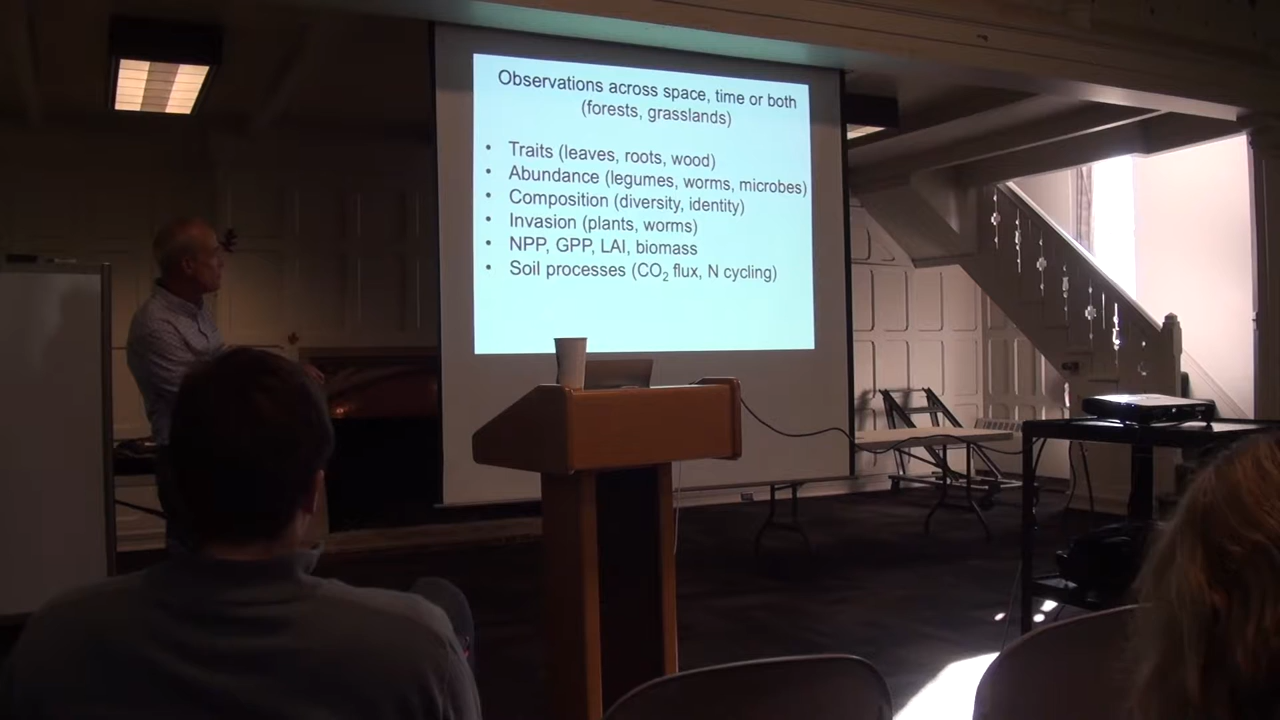 Observations across space, time or both
(forests, grasslands)
• Traits (leaves, roots, wood)
• Abundance (legumes, worms, microbes)
• Composition (diversity, identity)
• Invasion (plants, worms)
• NPP, GPP, LAI, biomass
• Soil processes (CO₂ flux, N cycling)